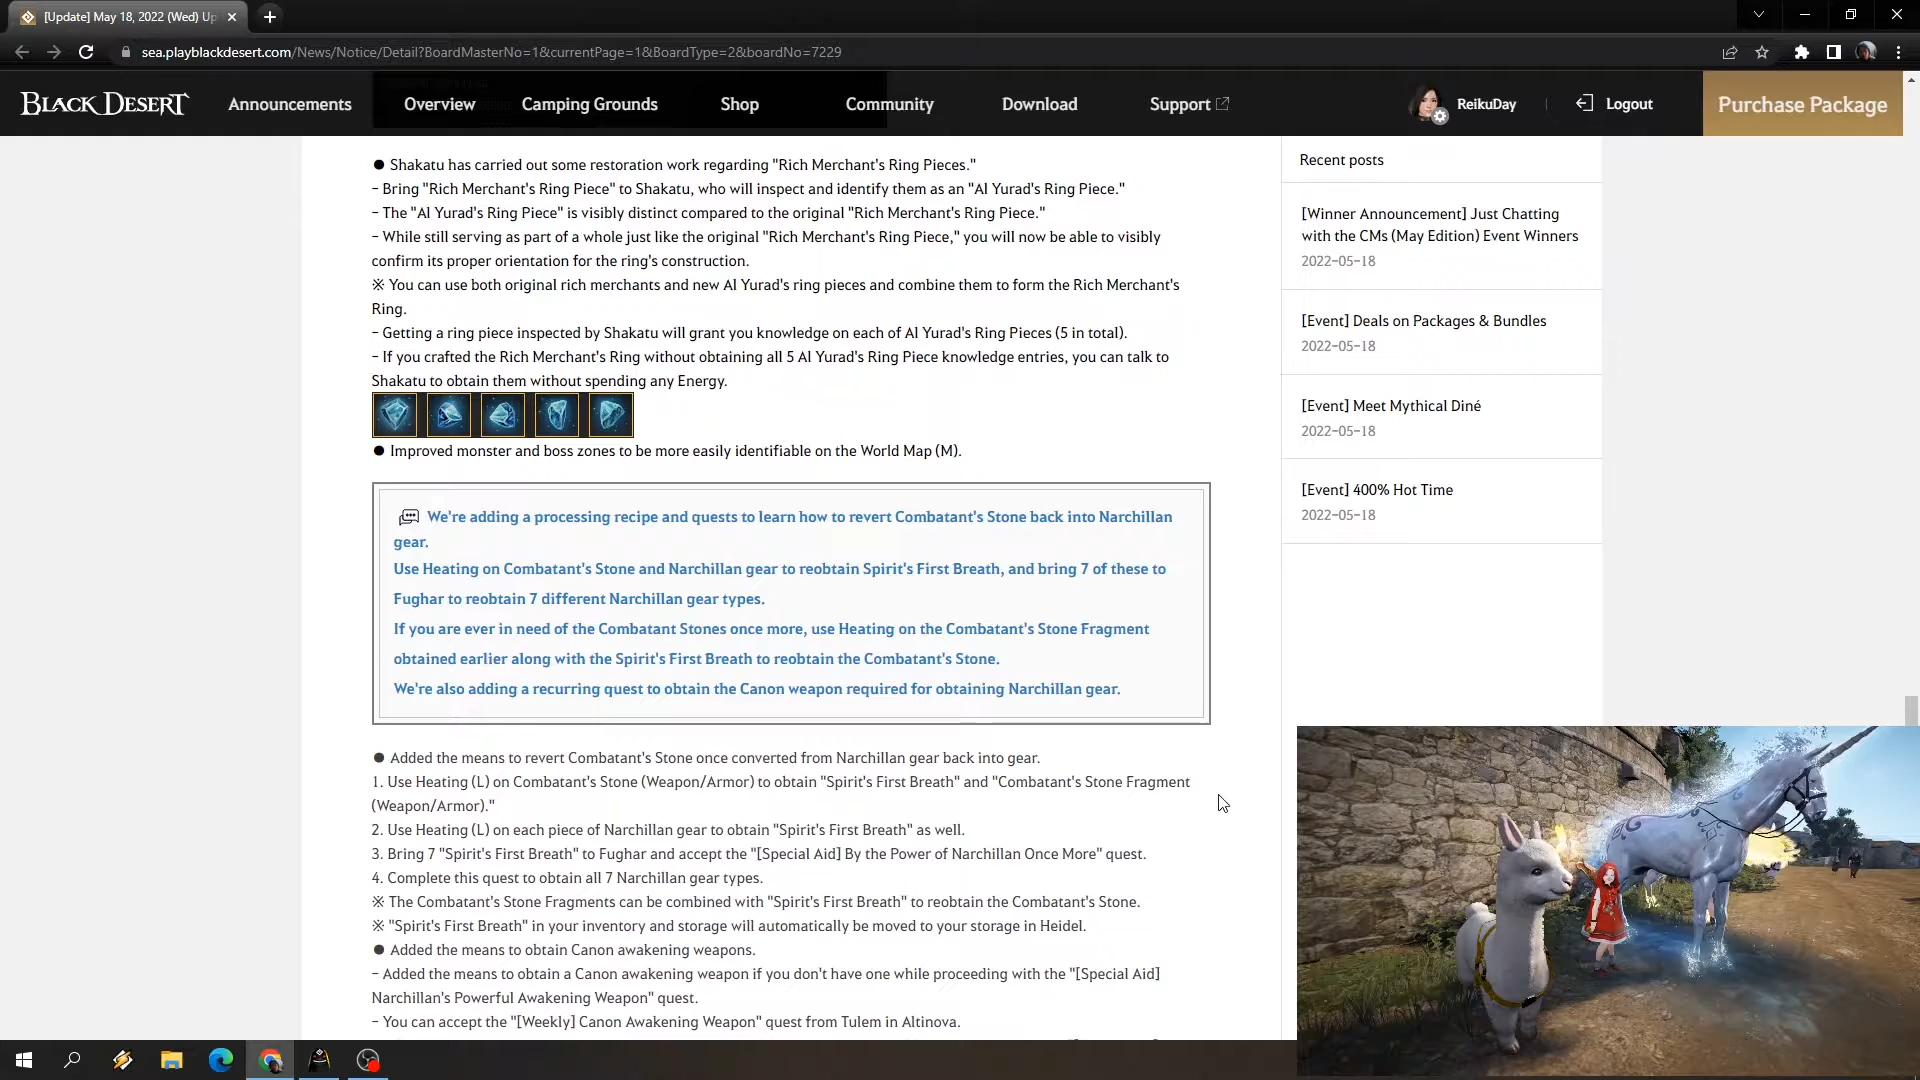 [Update] May 18, 2022 (Wed) Up
sea.playblackdesert.com/News/Notice/Detail?BoardMasterNo=1&currentPage=1&BoardType=2&boardNo=7229
BLACK DESERT
Announcements
Overview
Camping Grounds
Shop
Community
Download
Support
ReikuDay
Logout
Purchase Package
● Shakatu has carried out some restoration work regarding "Rich Merchant's Ring Pieces."
- Bring "Rich Merchant's Ring Piece" to Shakatu, who will inspect and identify them as an "Al Yurad's Ring Piece."
- The "Al Yurad's Ring Piece" is visibly distinct compared to the original "Rich Merchant's Ring Piece."
- While still serving as part of a whole just like the original "Rich Merchant's Ring Piece," you will now be able to visibly
confirm its proper orientation for the ring's construction.
※ You can use both original rich merchants and new Al Yurad's ring pieces and combine them to form the Rich Merchant's
Ring.
- Getting a ring piece inspected by Shakatu will grant you knowledge on each of Al Yurad's Ring Pieces (5 in total).
- If you crafted the Rich Merchant's Ring without obtaining all 5 Al Yurad's Ring Piece knowledge entries, you can talk to
Shakatu to obtain them without spending any Energy.
● Improved monster and boss zones to be more easily identifiable on the World Map (M).
We're adding a processing recipe and quests to learn how to revert Combatant's Stone back into Narchillan
gear.
Use Heating on Combatant's Stone and Narchillan gear to reobtain Spirit's First Breath, and bring 7 of these to
Fughar to reobtain 7 different Narchillan gear types.
If you are ever in need of the Combatant Stones once more, use Heating on the Combatant's Stone Fragment
obtained earlier along with the Spirit's First Breath to reobtain the Combatant's Stone.
We're also adding a recurring quest to obtain the Canon weapon required for obtaining Narchillan gear.
● Added the means to revert Combatant's Stone once converted from Narchillan gear back into gear.
1. Use Heating (L) on Combatant's Stone (Weapon/Armor) to obtain "Spirit's First Breath" and "Combatant's Stone Fragment
(Weapon/Armor)."
2. Use Heating (L) on each piece of Narchillan gear to obtain "Spirit's First Breath" as well.
3. Bring 7 "Spirit's First Breath" to Fughar and accept the "[Special Aid] By the Power of Narchillan Once More" quest.
4. Complete this quest to obtain all 7 Narchillan gear types.
※ The Combatant's Stone Fragments can be combined with "Spirit's First Breath" to reobtain the Combatant's Stone.
※ "Spirit's First Breath" in your inventory and storage will automatically be moved to your storage in Heidel.
● Added the means to obtain Canon awakening weapons.
- Added the means to obtain a Canon awakening weapon if you don't have one while proceeding with the "[Special Aid]
Narchillan's Powerful Awakening Weapon" quest.
- You can accept the "[Weekly] Canon Awakening Weapon" quest from Tulem in Altinova.
Recent posts
[Winner Announcement] Just Chatting
with the CMs (May Edition) Event Winners
2022-05-18
[Event] Deals on Packages & Bundles
2022-05-18
[Event] Meet Mythical Diné
2022-05-18
[Event] 400% Hot Time
2022-05-18